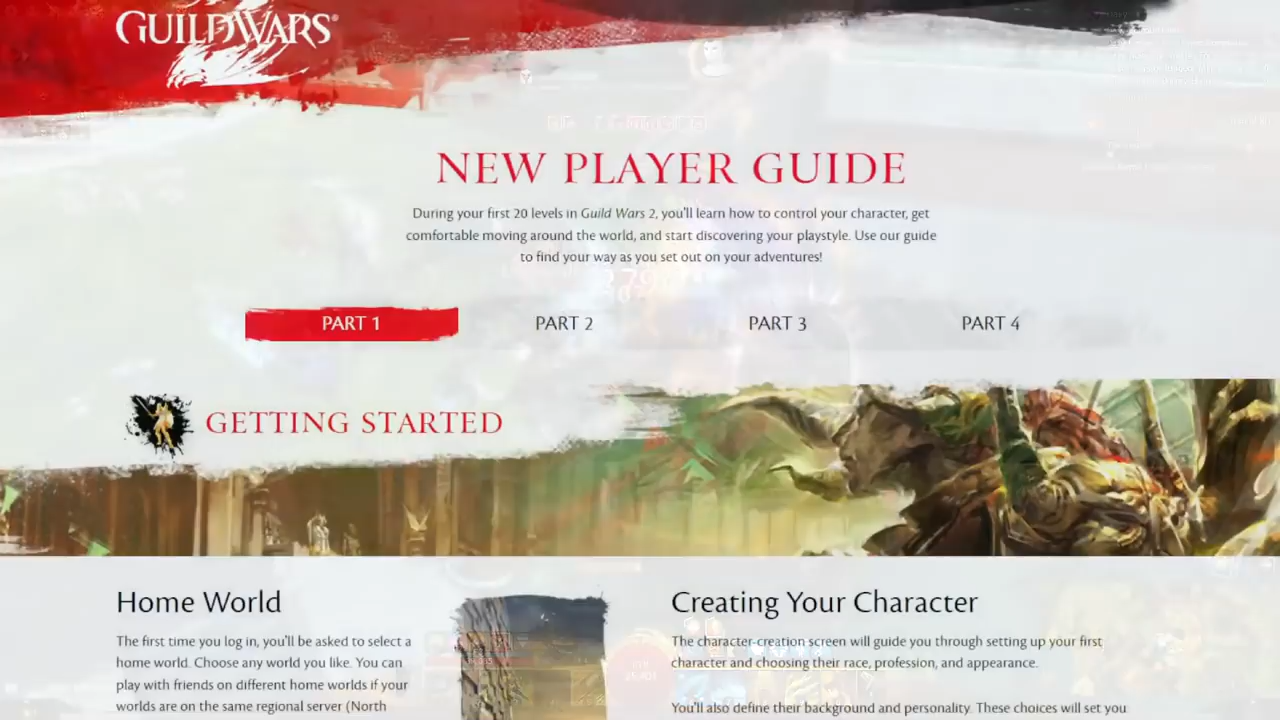 GUILD WARS®
NEW PLAYER GUIDE
During your first 20 levels in Guild Wars 2, you'll learn how to control your character, get
comfortable moving around the world, and start discovering your playstyle. Use our guide
to find your way as you set out on your adventures!
PART 1
PART 2
PART 3
PART 4
GETTING STARTED
Home World
The first time you log in, you'll be asked to select a
home world. Choose any world you like. You can
play with friends on different home worlds if your
worlds are on the same regional server (North
Creating Your Character
The character-creation screen will guide you through setting up your first
character and choosing their race, profession, and appearance.
You'll also define their background and personality. These choices will set you